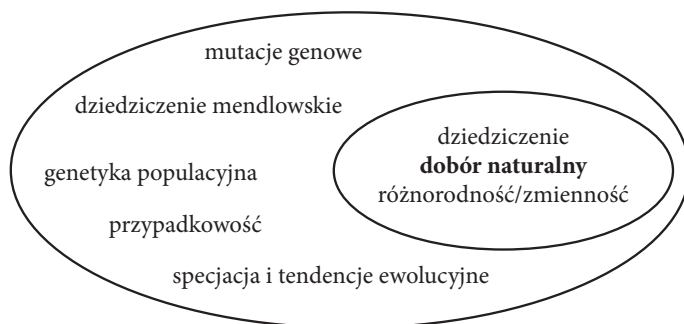 mutacje genowe
dziedziczenie mendlowskie
genetyka populacyjna
przypadkowość
specjacja i tendencje ewolucyjne
dziedziczenie
dobór naturalny
różnorodność/zmienność